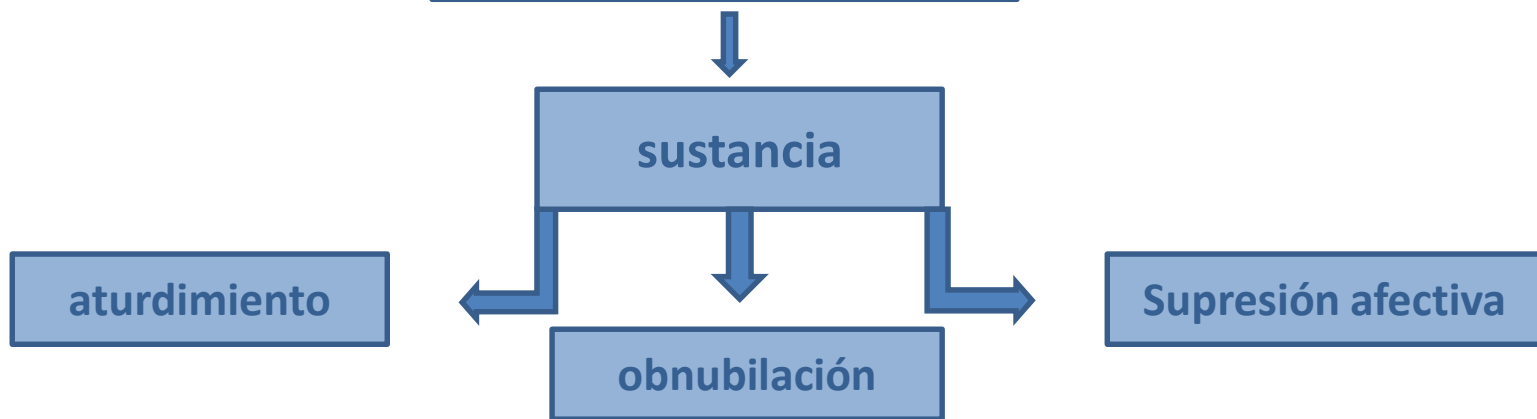 sustancia
aturdimiento
obnubilación
Supresión afectiva